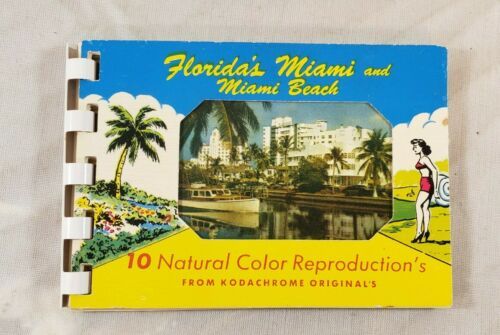 Florida's Miami and
Miami Beach
10 Natural Color Reproduction's
FROM KODACHROME ORIGINAL'S